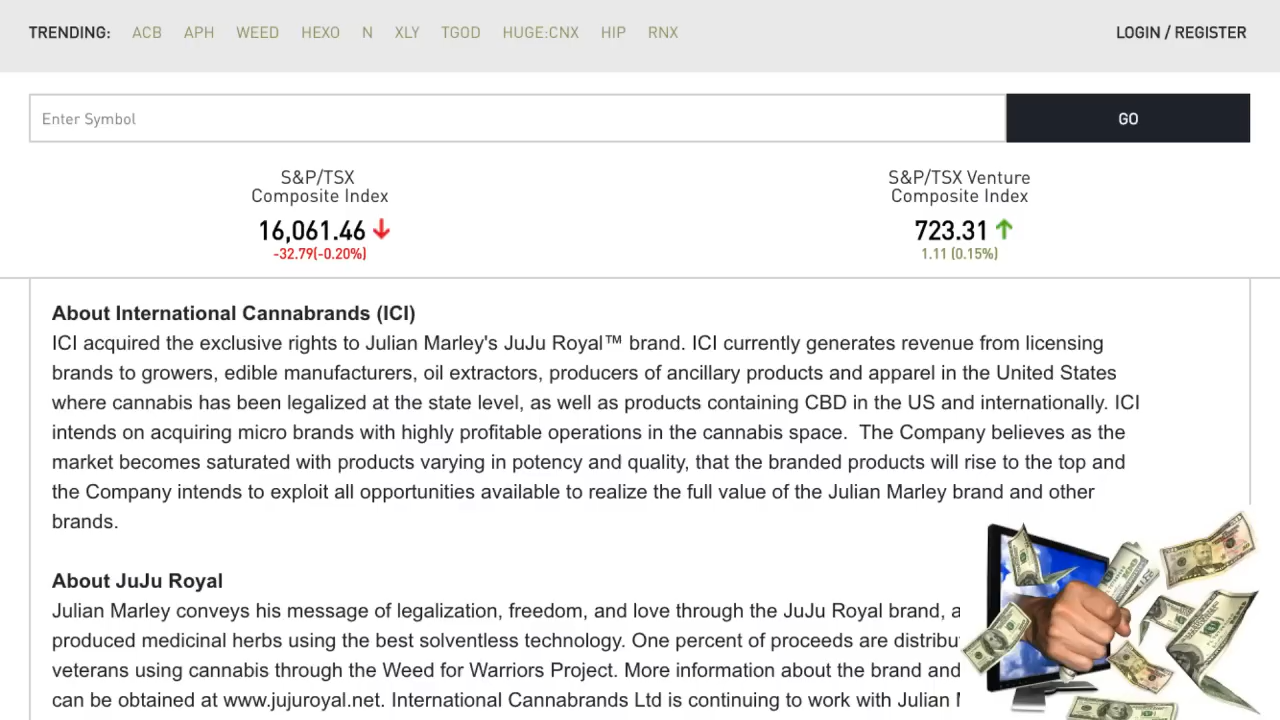 TRENDING: ACB APH WEED HEXO N XLY TGOD HUGE:CNX HIP RNX LOGIN / REGISTER
Enter Symbol GO
S&P/TSX
Composite Index
16,061.46
-32.79(-0.20%)
S&P/TSX Venture
Composite Index
723.31
1.11 (0.15%)
About International Cannabrands (ICI)
ICI acquired the exclusive rights to Julian Marley's JuJu Royal™ brand. ICI currently generates revenue from licensing
brands to growers, edible manufacturers, oil extractors, producers of ancillary products and apparel in the United States
where cannabis has been legalized at the state level, as well as products containing CBD in the US and internationally. ICI
intends on acquiring micro brands with highly profitable operations in the cannabis space.  The Company believes as the
market becomes saturated with products varying in potency and quality, that the branded products will rise to the top and
the Company intends to exploit all opportunities available to realize the full value of the Julian Marley brand and other
brands.
About JuJu Royal
Julian Marley conveys his message of legalization, freedom, and love through the JuJu Royal brand,
produced medicinal herbs using the best solventless technology. One percent of proceeds are
veterans using cannabis through the Weed for Warriors Project. More information about the brand and
can be obtained at www.jujuroyal.net. International Cannabrands Ltd is continuing to work with Julian